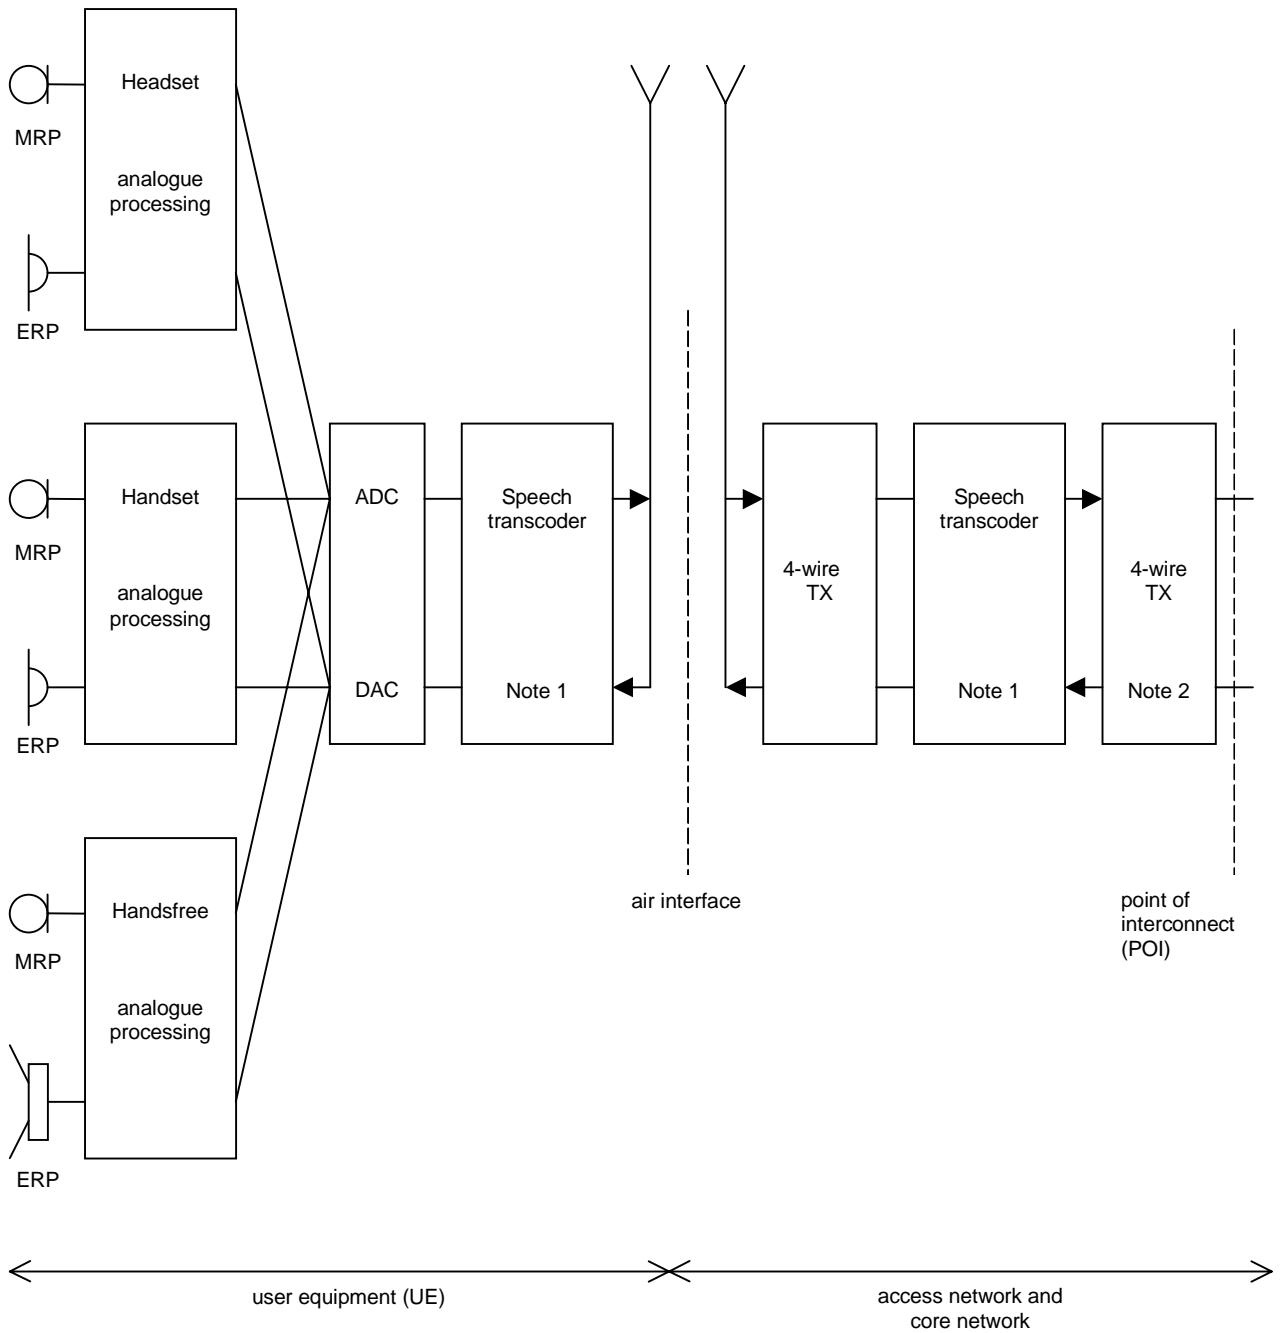 Headset
MRP
analogue
processing
ERP
Handset
MRP
analogue
processing
ERP
Handsfree
MRP
analogue
processing
ERP
ADC
DAC
Speech
transcoder
Note 1
air interface
4-wire
TX
Speech
transcoder
Note 1
4-wire
TX
Note 2
point of
interconnect
(POI)
user equipment (UE)
access network and
core network